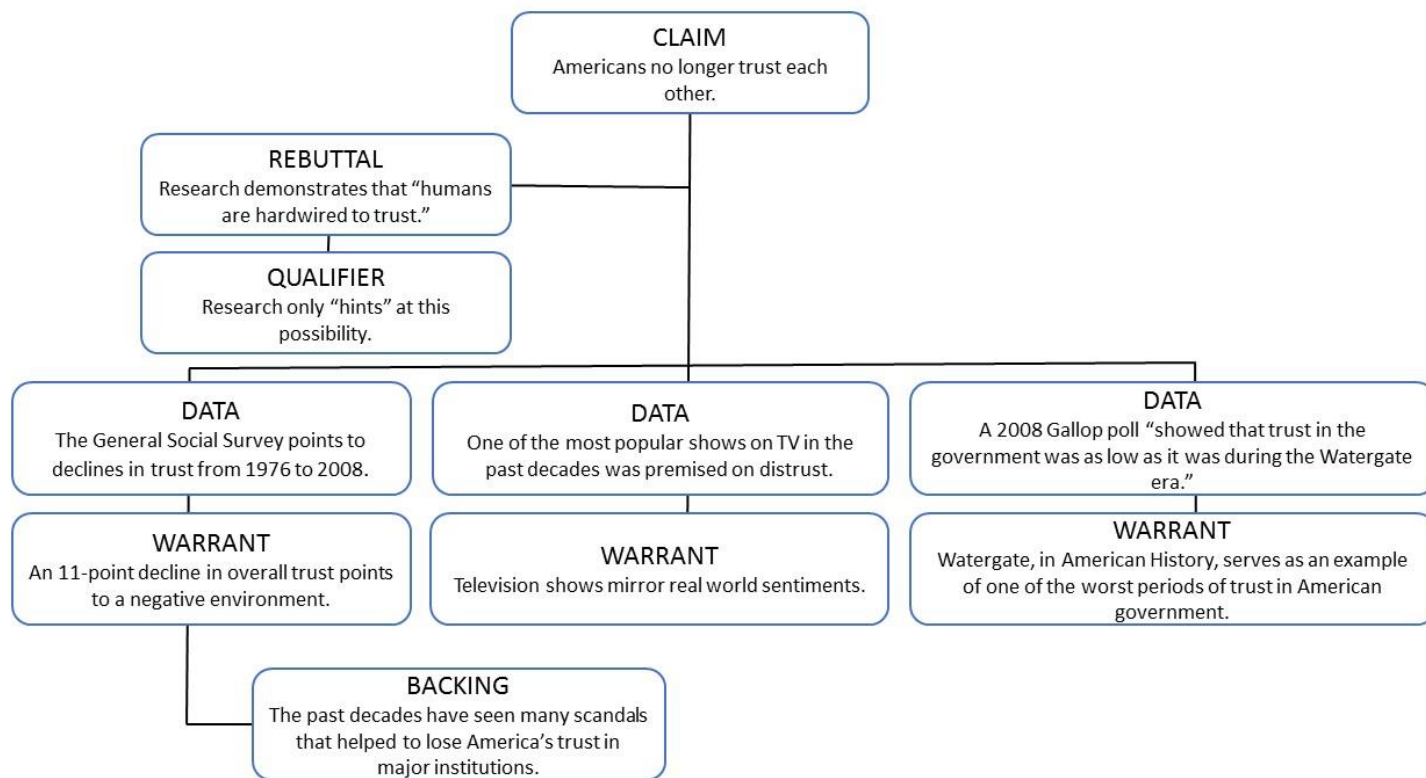 CLAIM
Americans no longer trust each
other.
REBUTTAL
Research demonstrates that “humans
are hardwired to trust.”
QUALIFIER
Research only “hints” at this
possibility.
DATA
The General Social Survey points to
declines in trust from 1976 to 2008.
DATA
One of the most popular shows on TV in the
past decades was premised on distrust.
DATA
A 2008 Gallop poll “showed that trust in the
government was as low as it was during the Watergate
era.”
WARRANT
An 11-point decline in overall trust points
to a negative environment.
WARRANT
Television shows mirror real world sentiments.
WARRANT
Watergate, in American History, serves as an example
of one of the worst periods of trust in American
government.
BACKING
The past decades have seen many scandals
that helped to lose America’s trust in
major institutions.